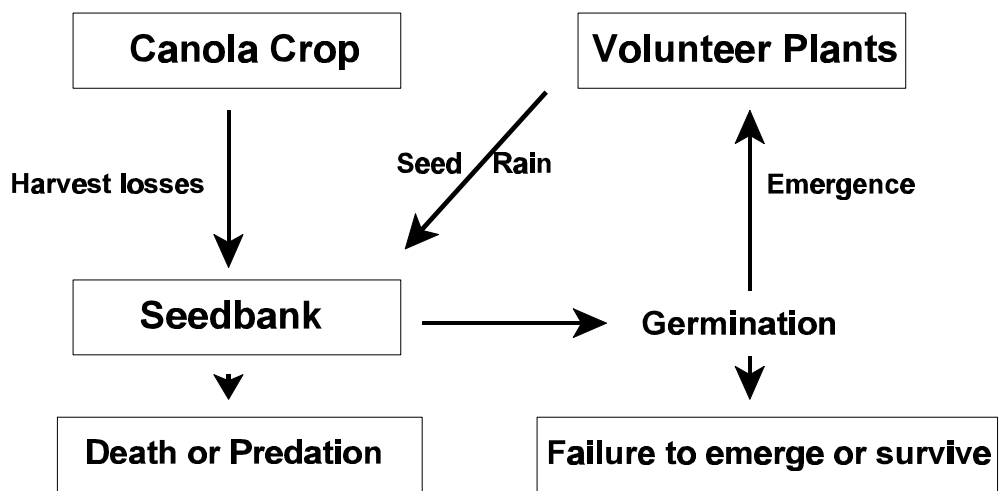 Canola Crop
Volunteer Plants
Harvest losses
Seed Rain
Emergence
Seedbank
Germination
Death or Predation
Failure to emerge or survive